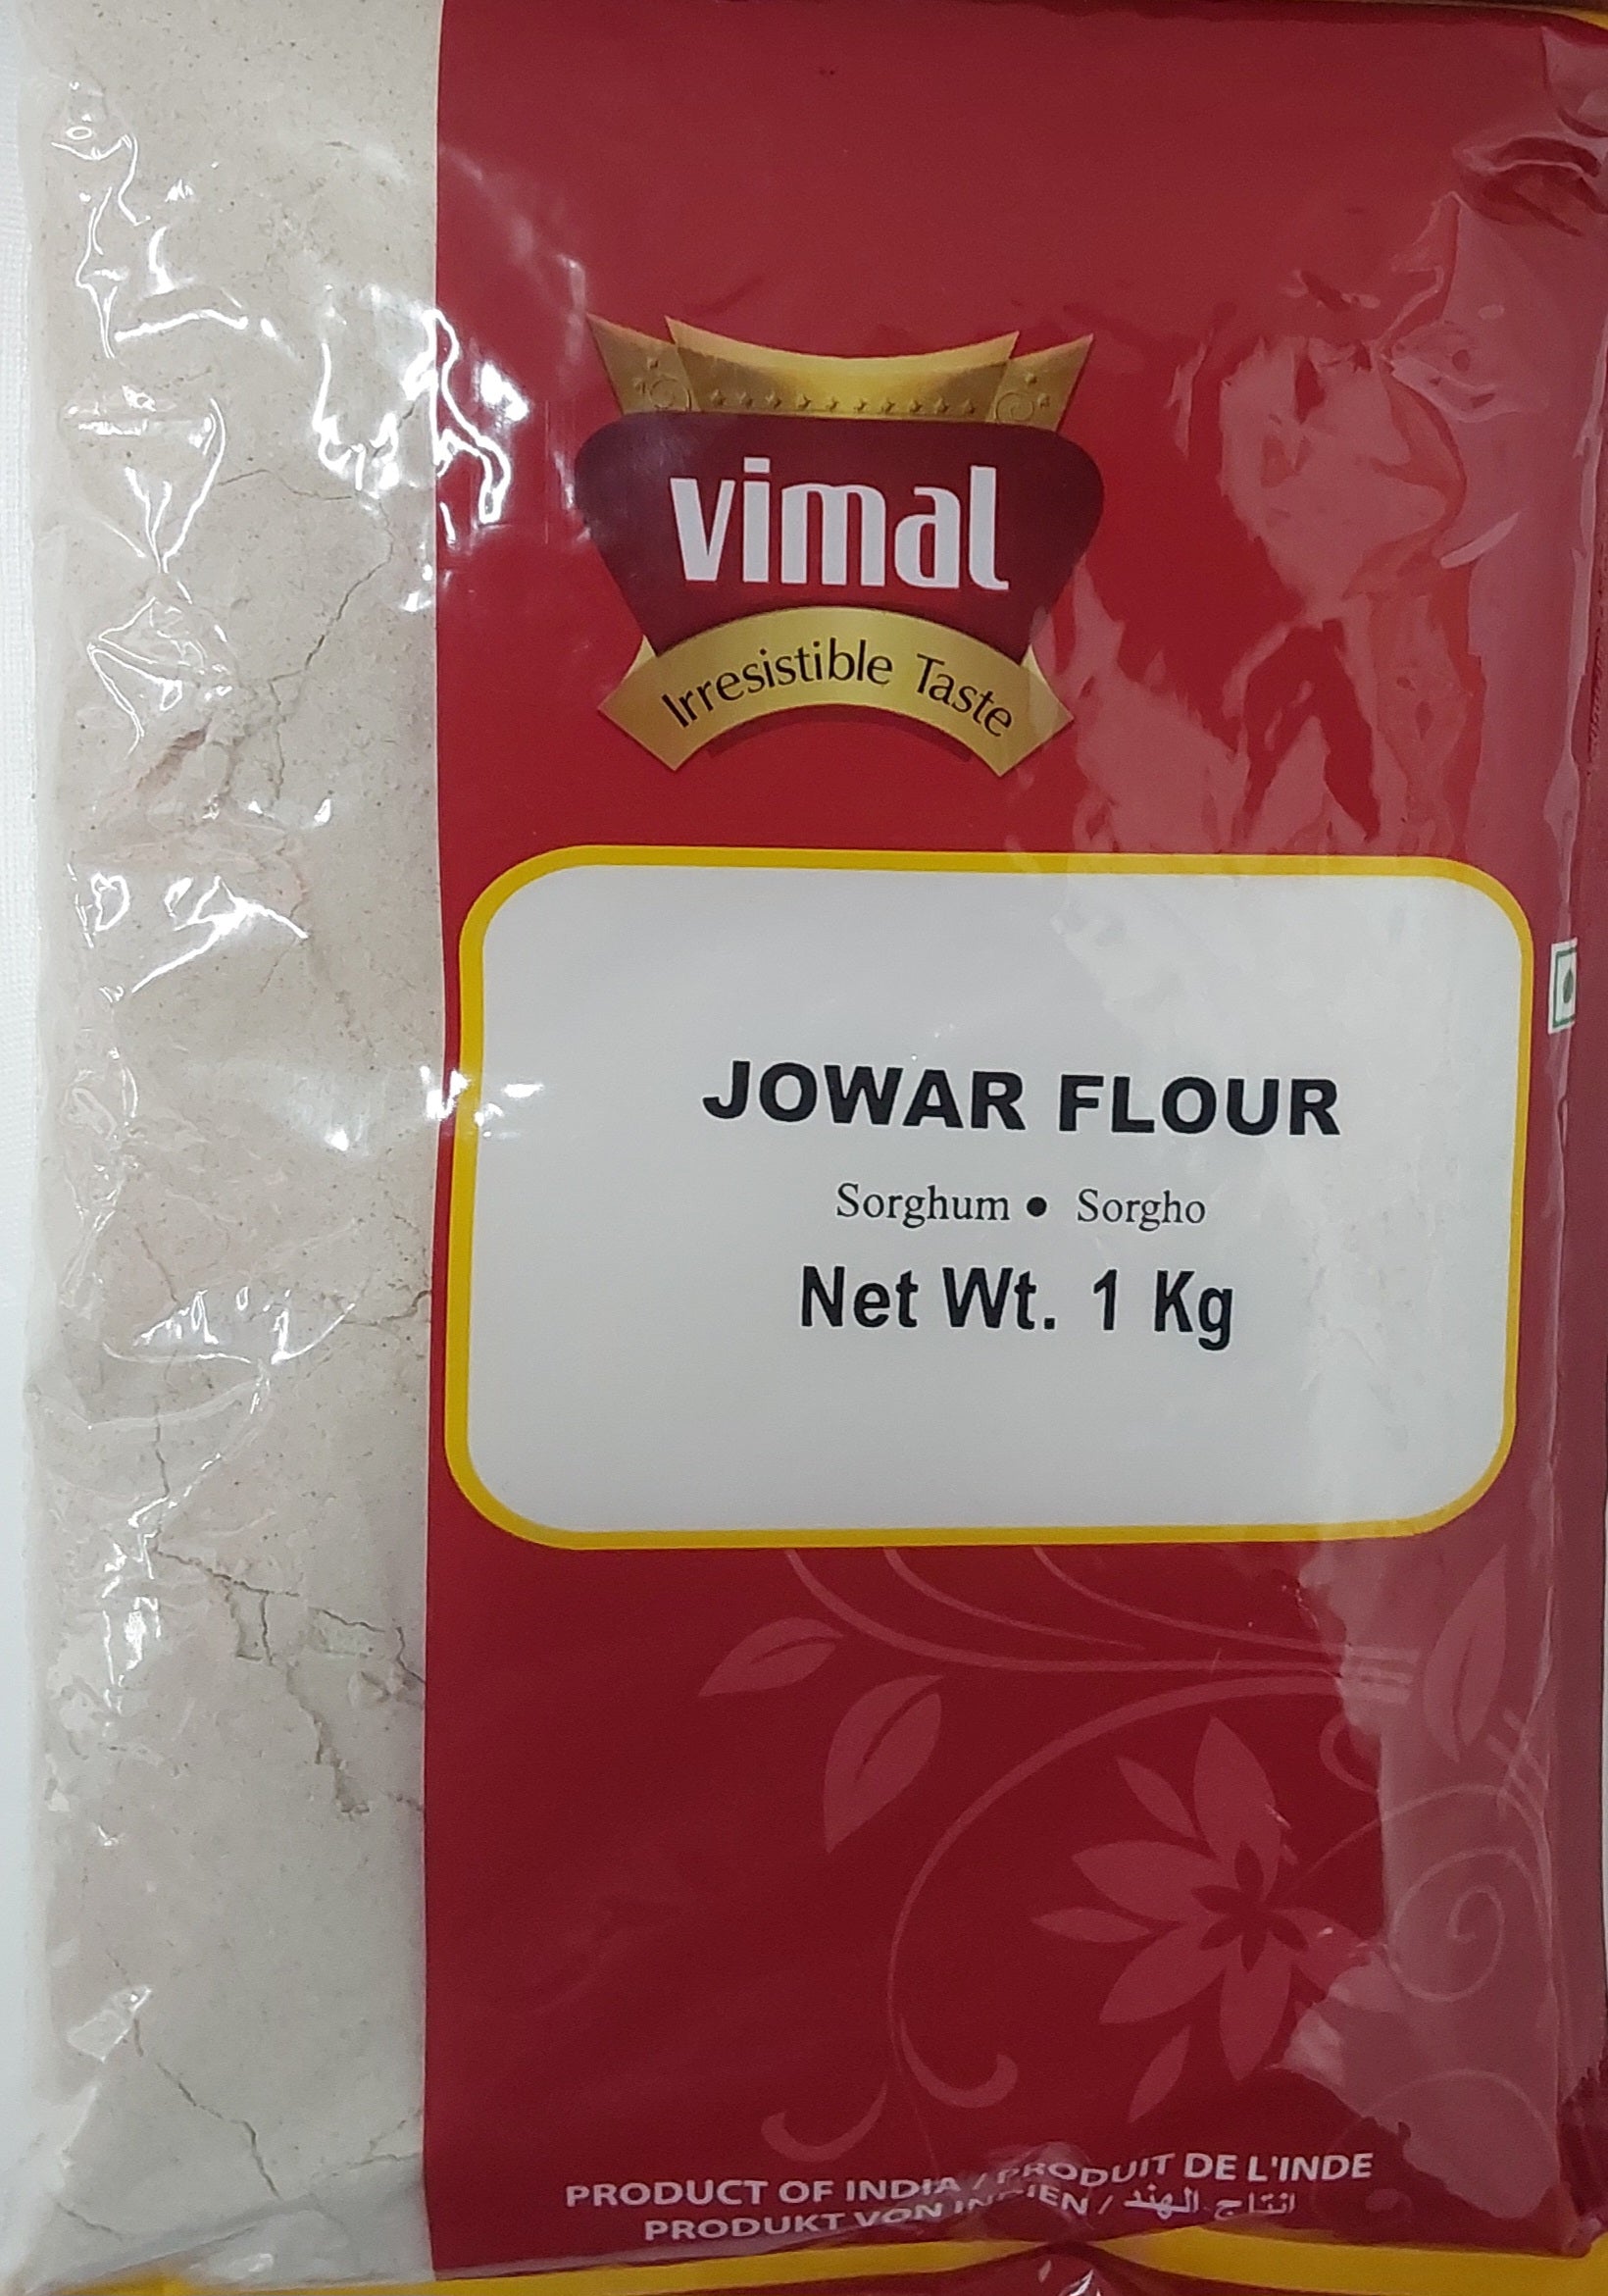 vimal
Irresistible Taste
JOWAR FLOUR
Sorghum • Sorgho
Net Wt. 1 Kg
PRODUCT OF INDIA / PRODUIT DE L'INDE
PRODUKT VON INDIEN / انتاج الهند